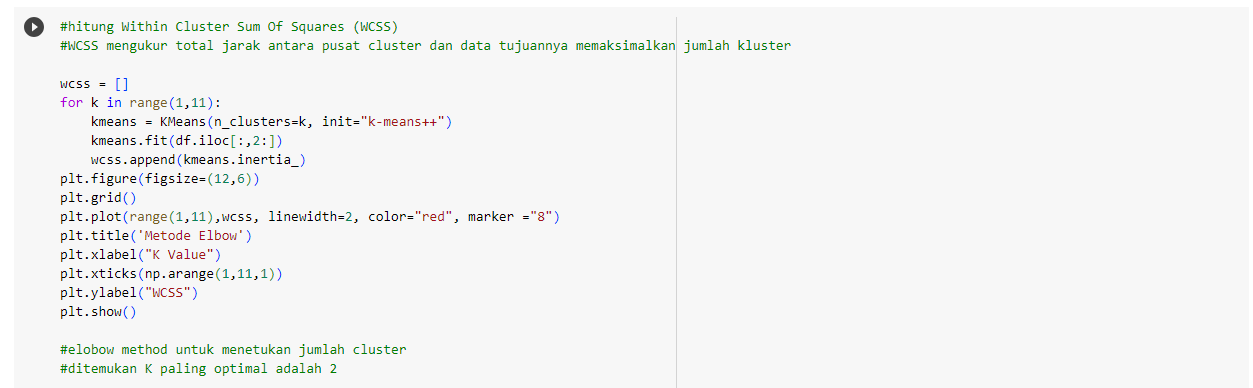 #hitung Within Cluster Sum Of Squares (WCSS)
#WCSS mengukur total jarak antara pusat cluster dan data tujuannya memaksimalkan jumlah kluster
wcss = []
for k in range(1,11):
    kmeans = KMeans(n_clusters=k, init="k-means++")
    kmeans.fit(df.iloc[:,2:])
    wcss.append(kmeans.inertia_)
plt.figure(figsize=(12,6))
plt.grid()
plt.plot(range(1,11),wcss, linewidth=2, color="red", marker ="8")
plt.title('Metode Elbow')
plt.xlabel("K Value")
plt.xticks(np.arange(1,11,1))
plt.ylabel("WCSS")
plt.show()
#elobow method untuk menetukan jumlah cluster
#ditemukan K paling optimal adalah 2